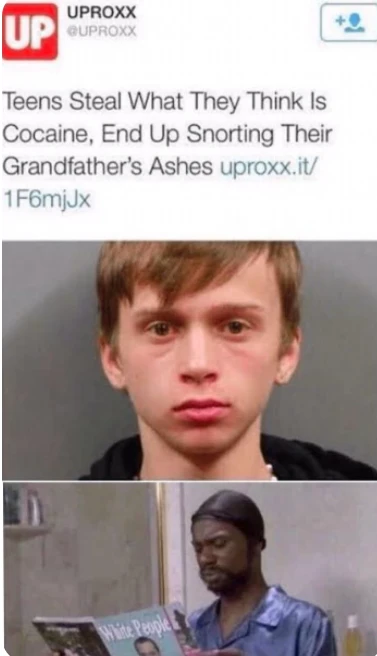 UP
UPROXX
@UPROXX
Teens Steal What They Think Is
Cocaine, End Up Snorting Their
Grandfather's Ashes uproxx.it/
1F6mjJx
White People